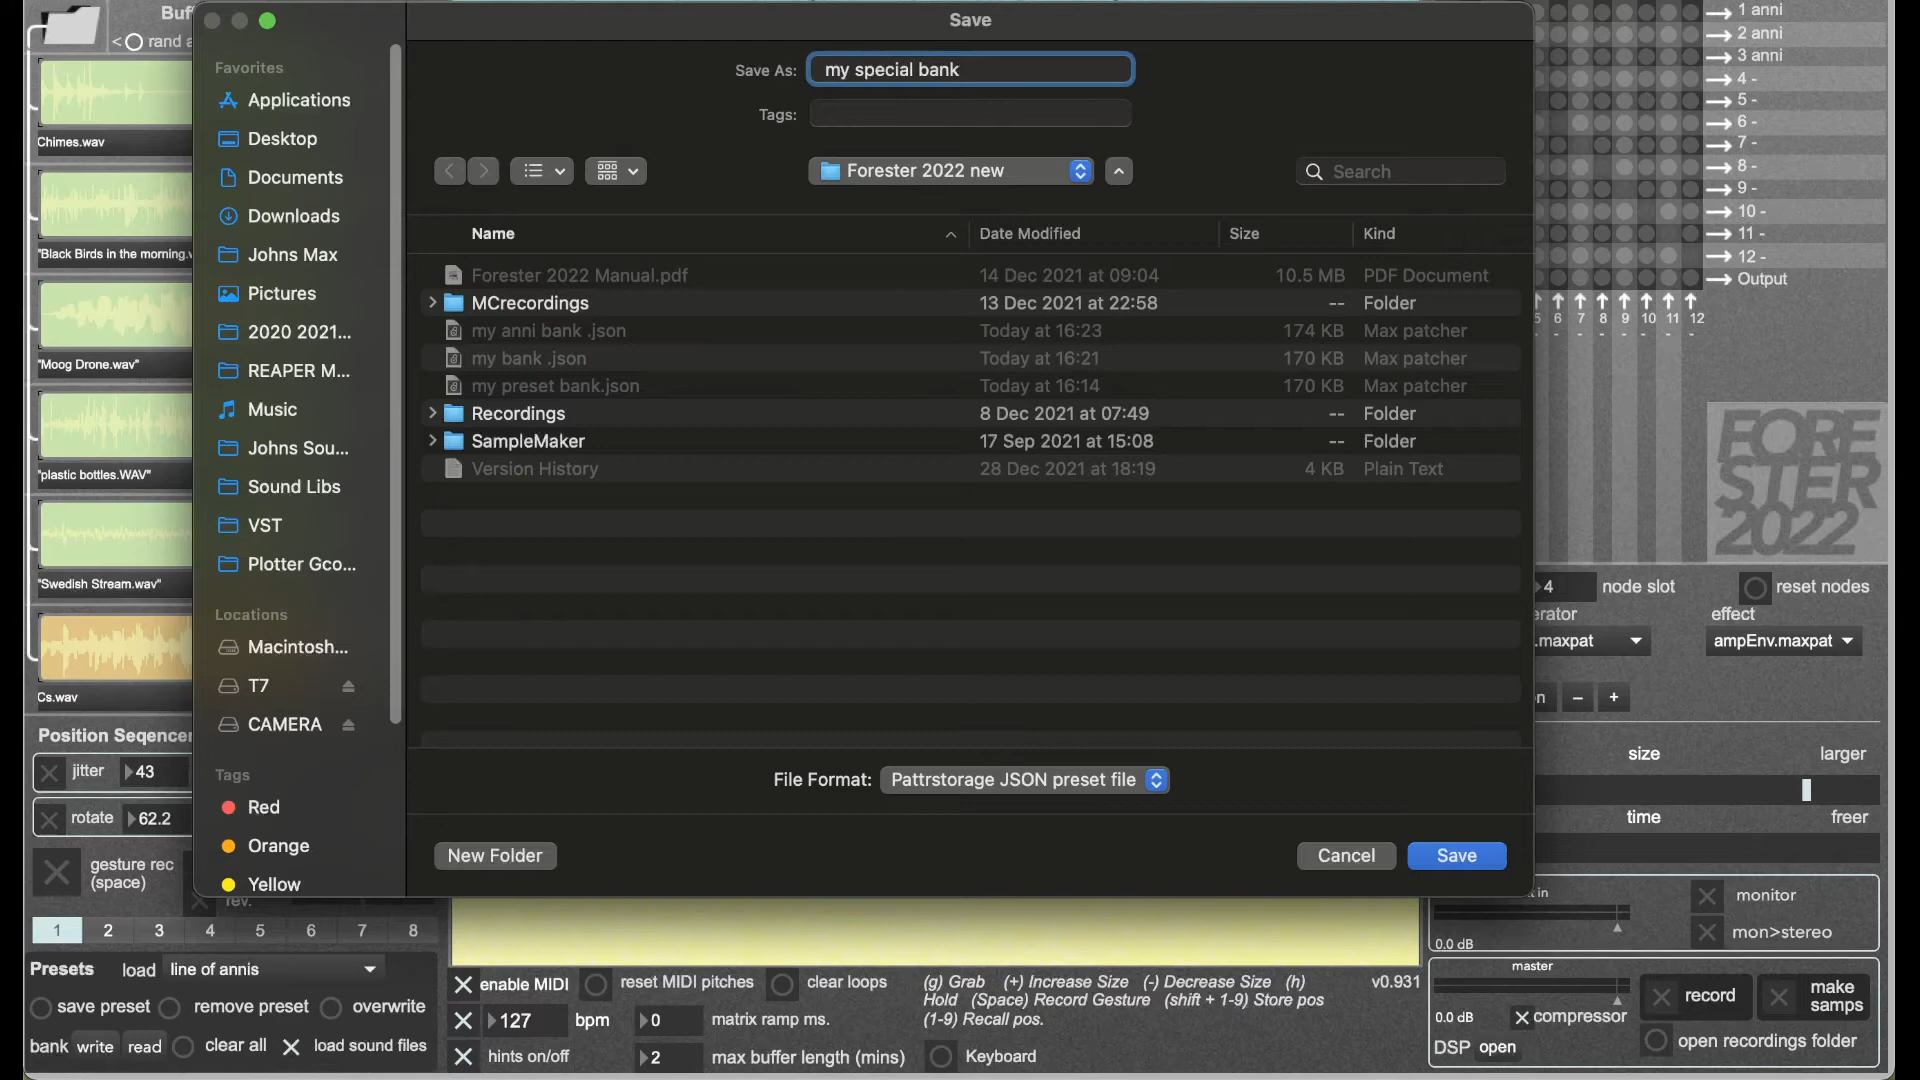 Save
Save As: my special bank
Tags:
Forester 2022 new
Search
Name Date Modified Size Kind
Forester 2022 Manual.pdf 14 Dec 2021 at 09:04 10.5 MB PDF Document
MCrecordings 13 Dec 2021 at 22:58 -- Folder
my anni bank .json Today at 16:23 174 KB Max patcher
my bank .json Today at 16:21 170 KB Max patcher
my preset bank.json Today at 16:14 170 KB Max patcher
Recordings 8 Dec 2021 at 07:49 -- Folder
SampleMaker 17 Sep 2021 at 15:08 -- Folder
Version History 28 Dec 2021 at 18:19 4 KB Plain Text
File Format: Pattrstorage JSON preset file
New Folder Cancel Save
Favorites
Applications
Desktop
Documents
Downloads
Johns Max
Pictures
2020 2021...
REAPER M...
Music
Johns Sou...
Sound Libs
VST
Plotter Gco...
Locations
Macintosh...
T7
CAMERA
Tags
Red
Orange
Yellow
< rand
Chimes.wav
"Black Birds in the morning.
"Moog Drone.wav"
"plastic bottles.WAV"
"Swedish Stream.wav"
Cs.wav
Position Seqencer
jitter 43
rotate 62.2
gesture rec
(space)
rev.
1 2 3 4 5 6 7 8
Presets load line of annis
save preset remove preset overwrite
bank write read clear all load sound files
enable MIDI reset MIDI pitches clear loops
127 bpm 0 matrix ramp ms.
hints on/off 2 max buffer length (mins) Keyboard
(g) Grab (+) Increase Size (-) Decrease Size (h)
Hold (Space) Record Gesture (shift + 1-9) Store pos
(1-9) Recall pos.
v0.931
1 anni
2 anni
3 anni
4 -
5 -
6 -
7 -
8 -
9 -
10 -
11 -
12 -
Output
6 7 8 9 10 11 12
FORE
STER
2022
4 node slot reset nodes
effect
.maxpat ampEnv.maxpat
- +
size larger
time freer
in
0.0 dB
monitor
mon>stereo
master
0.0 dB
compressor
record
make
samps
DSP open
open recordings folder